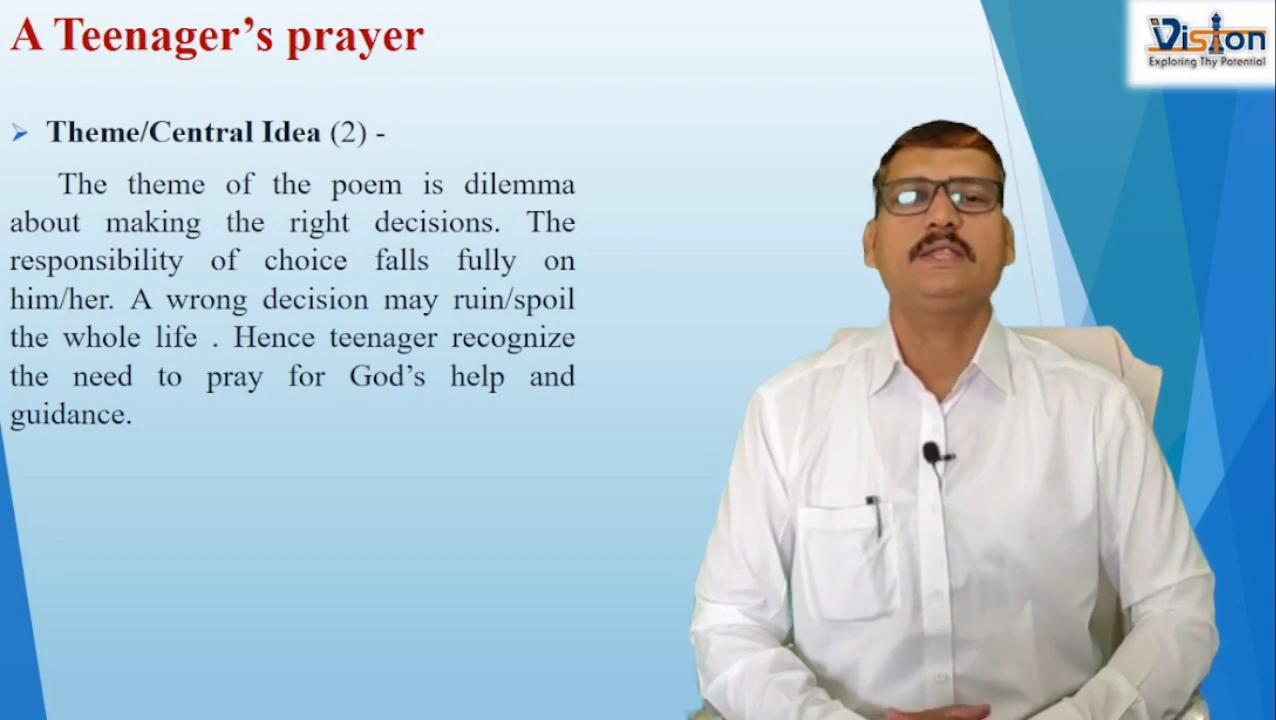 A Teenager's prayer
Vision
Exploring Thy Potential
➢ Theme/Central Idea (2) -
The theme of the poem is dilemma
about making the right decisions. The
responsibility of choice falls fully on
him/her. A wrong decision may ruin/spoil
the whole life . Hence teenager recognize
the need to pray for God's help and
guidance.